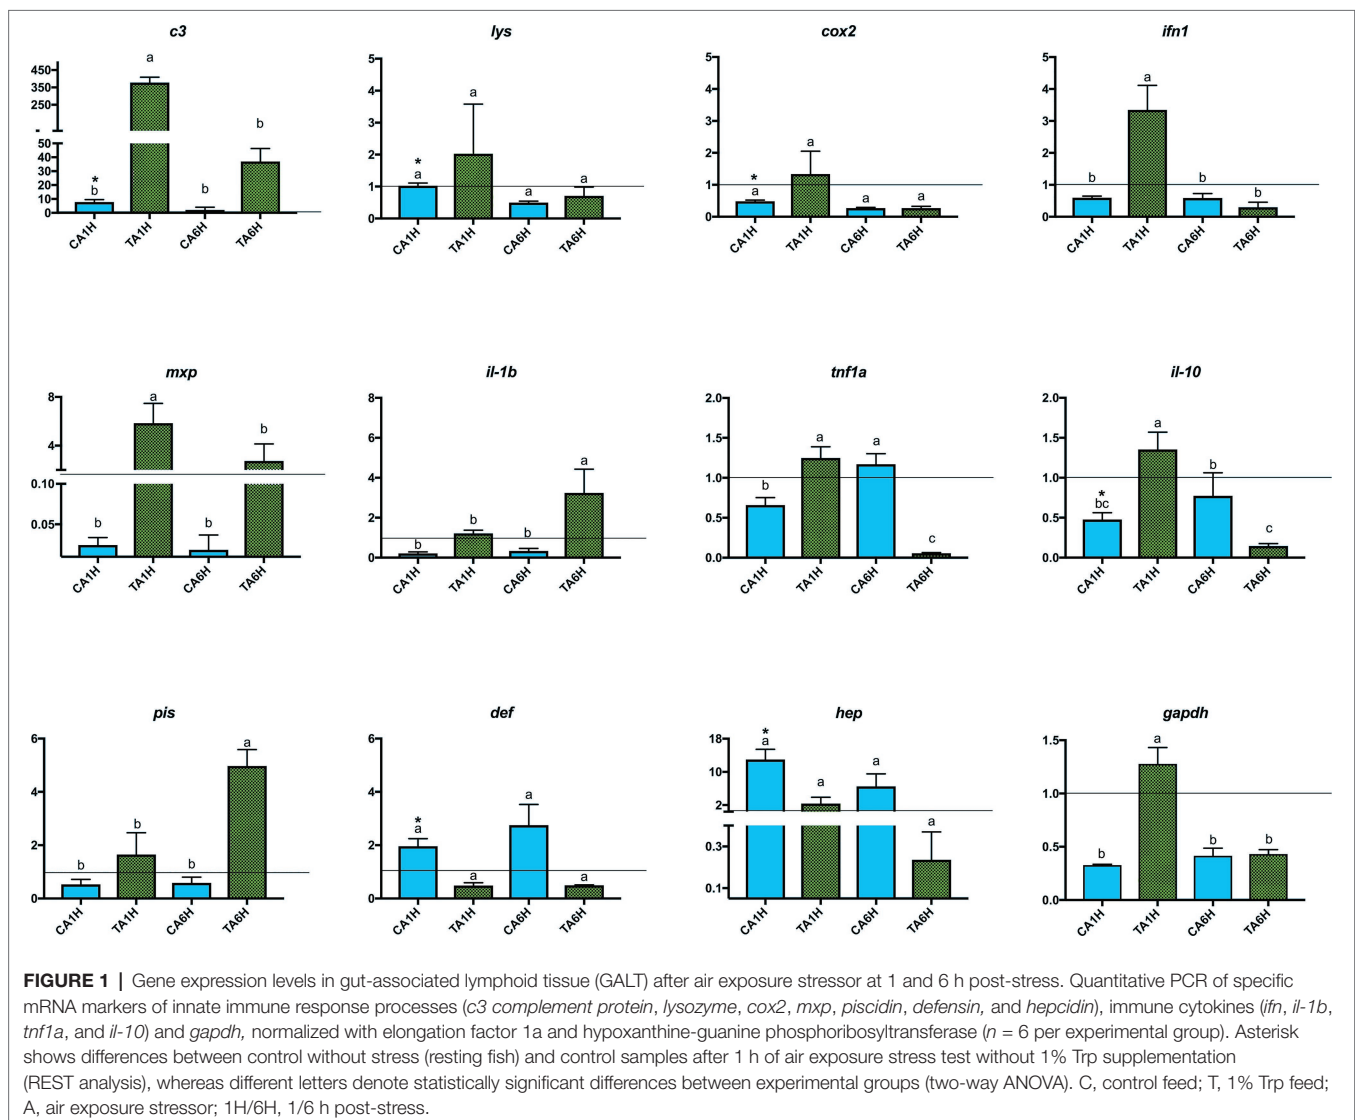 c3
lys
cox2
ifn1
450
350
250
50
40
30
20
10
0
a
*
b
b
b
CA1H
TA1H
CA6H
TA6H
5
4
3
2
1
0
*
a
a
a
a
CA1H
TA1H
CA6H
TA6H
5
4
3
2
1
0
*
a
a
a
a
CA1H
TA1H
CA6H
TA6H
5
4
3
2
1
0
b
a
b
b
CA1H
TA1H
CA6H
TA6H
mxp
il-1b
tnf1a
il-10
8
4
0.10
0.05
b
a
b
b
CA1H
TA1H
CA6H
TA6H
8
6
4
2
0
b
b
b
a
CA1H
TA1H
CA6H
TA6H
2.0
1.5
1.0
0.5
0.0
b
a
a
c
CA1H
TA1H
CA6H
TA6H
2.0
1.5
1.0
0.5
0.0
*
bc
a
b
c
CA1H
TA1H
CA6H
TA6H
pis
def
hep
gapdh
6
4
2
0
b
b
b
a
CA1H
TA1H
CA6H
TA6H
6
4
2
0
*
a
a
a
a
CA1H
TA1H
CA6H
TA6H
18
10
2
0.3
0.1
*
a
a
a
a
CA1H
TA1H
CA6H
TA6H
1.5
1.0
0.5
0.0
b
a
b
b
CA1H
TA1H
CA6H
TA6H
FIGURE 1 | Gene expression levels in gut-associated lymphoid tissue (GALT) after air exposure stressor at 1 and 6 h post-stress. Quantitative PCR of specific
mRNA markers of innate immune response processes (c3 complement protein, lysozyme, cox2, mxp, piscidin, defensin, and hepcidin), immune cytokines (ifn, il-1b,
tnf1a, and il-10) and gapdh, normalized with elongation factor 1a and hypoxanthine-guanine phosphoribosyltransferase (n = 6 per experimental group). Asterisk
shows differences between control without stress (resting fish) and control samples after 1 h of air exposure stress test without 1% Trp supplementation
(REST analysis), whereas different letters denote statistically significant differences between experimental groups (two-way ANOVA). C, control feed; T, 1% Trp feed;
A, air exposure stressor; 1H/6H, 1/6 h post-stress.